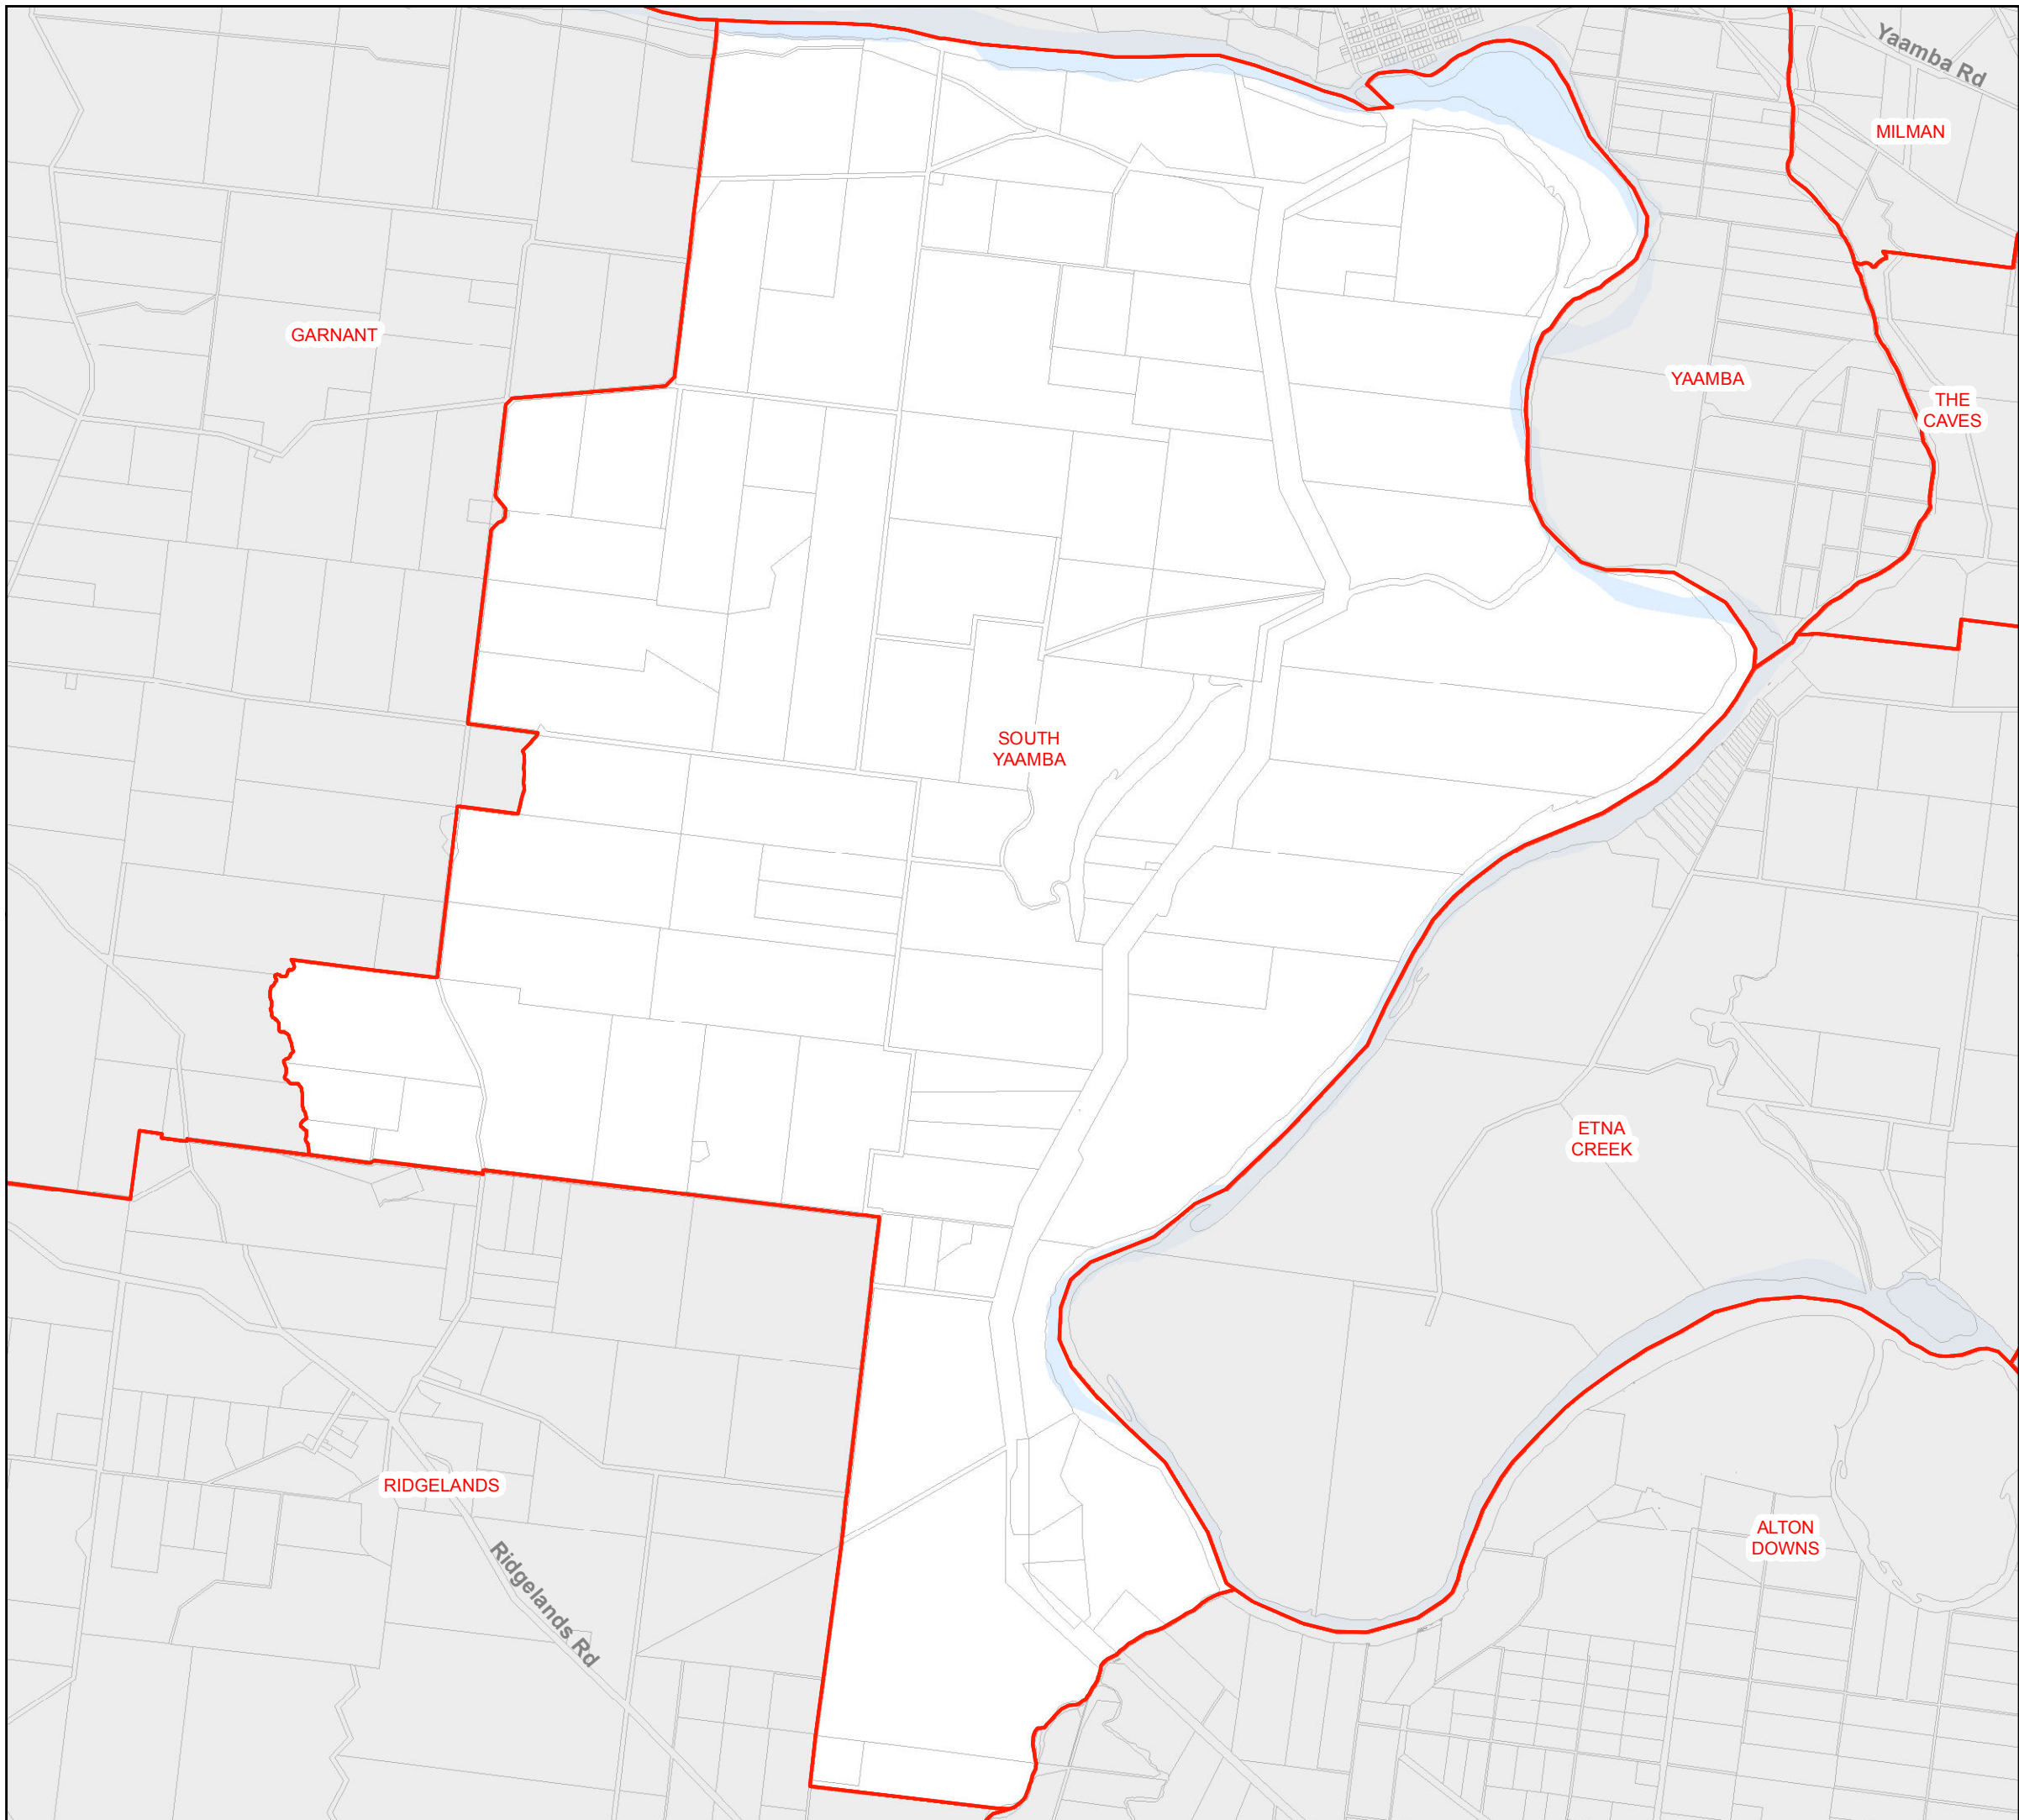 Yaamba Rd
MILMAN
GARNANT
YAAMBA
THE
CAVES
SOUTH
YAAMBA
ETNA
CREEK
RIDGELANDS
ALTON
DOWNS
Ridgelands Rd